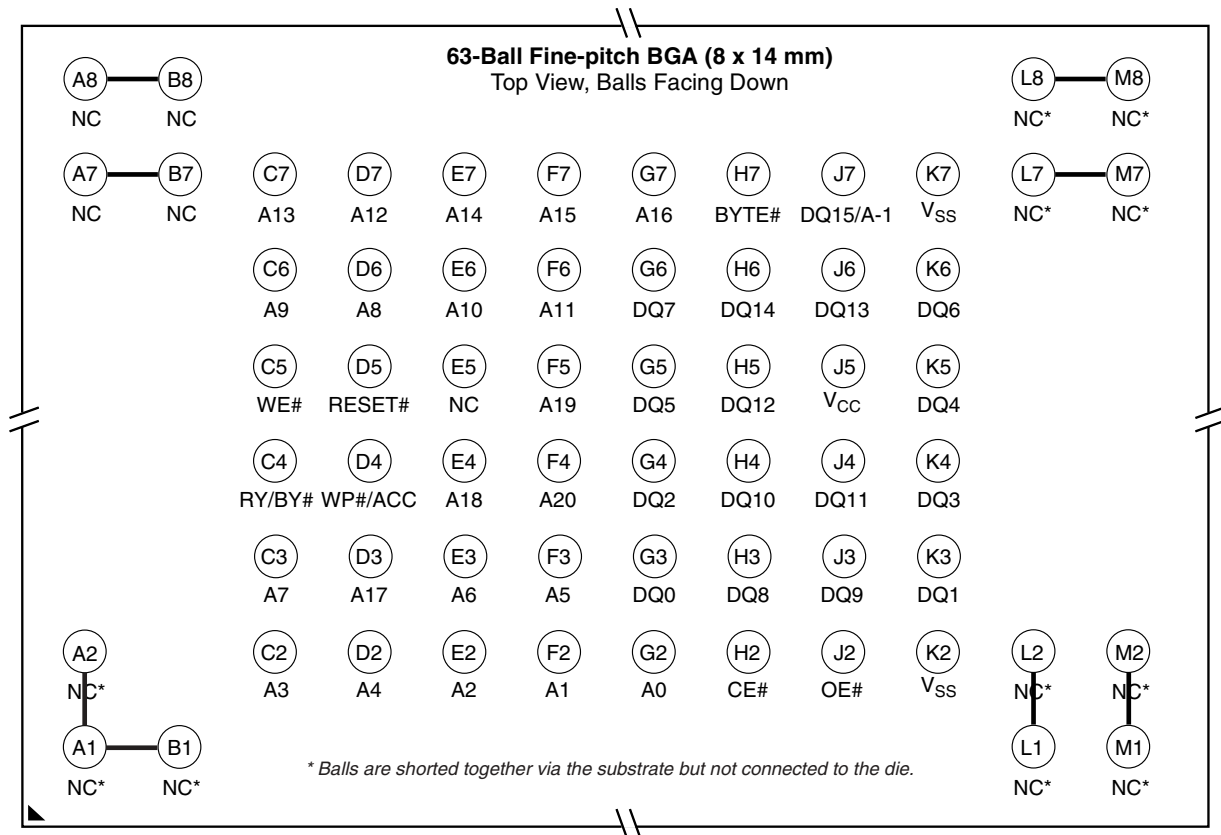 63-Ball Fine-pitch BGA (8 x 14 mm)
Top View, Balls Facing Down
A8 B8 L8 M8
NC NC NC* NC*
A7 B7 C7 D7 E7 F7 G7 H7 J7 K7 L7 M7
NC NC A13 A12 A14 A15 A16 BYTE# DQ15/A-1 VSS NC* NC*
C6 D6 E6 F6 G6 H6 J6 K6
A9 A8 A10 A11 DQ7 DQ14 DQ13 DQ6
C5 D5 E5 F5 G5 H5 J5 K5
WE# RESET# NC A19 DQ5 DQ12 VCC DQ4
C4 D4 E4 F4 G4 H4 J4 K4
RY/BY# WP#/ACC A18 A20 DQ2 DQ10 DQ11 DQ3
C3 D3 E3 F3 G3 H3 J3 K3
A7 A17 A6 A5 DQ0 DQ8 DQ9 DQ1
A2 C2 D2 E2 F2 G2 H2 J2 K2 L2 M2
NC* A3 A4 A2 A1 A0 CE# OE# VSS NC* NC*
A1 B1 L1 M1
NC* NC* NC* NC*
* Balls are shorted together via the substrate but not connected to the die.